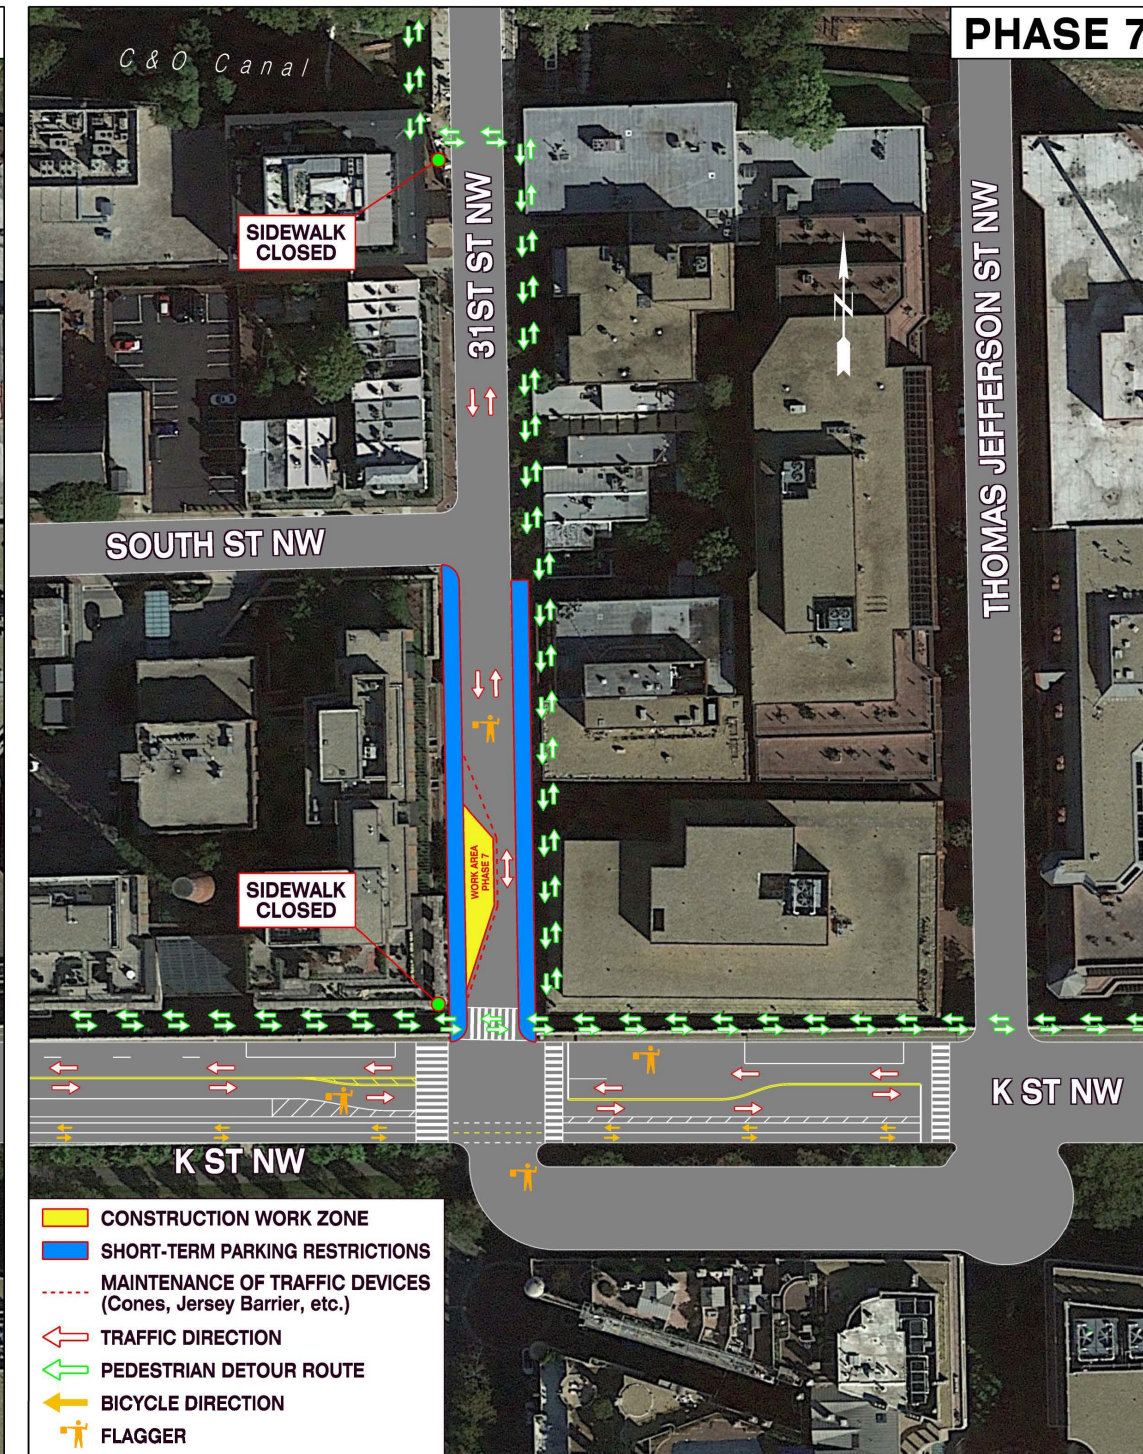 PHASE 7
C & O Canal
SIDEWALK
CLOSED
31ST ST NW
N
THOMAS JEFFERSON ST NW
SOUTH ST NW
WORK AREA
PHASE 7
SIDEWALK
CLOSED
K ST NW
K ST NW
CONSTRUCTION WORK ZONE
SHORT-TERM PARKING RESTRICTIONS
MAINTENANCE OF TRAFFIC DEVICES
(Cones, Jersey Barrier, etc.)
TRAFFIC DIRECTION
PEDESTRIAN DETOUR ROUTE
BICYCLE DIRECTION
FLAGGER